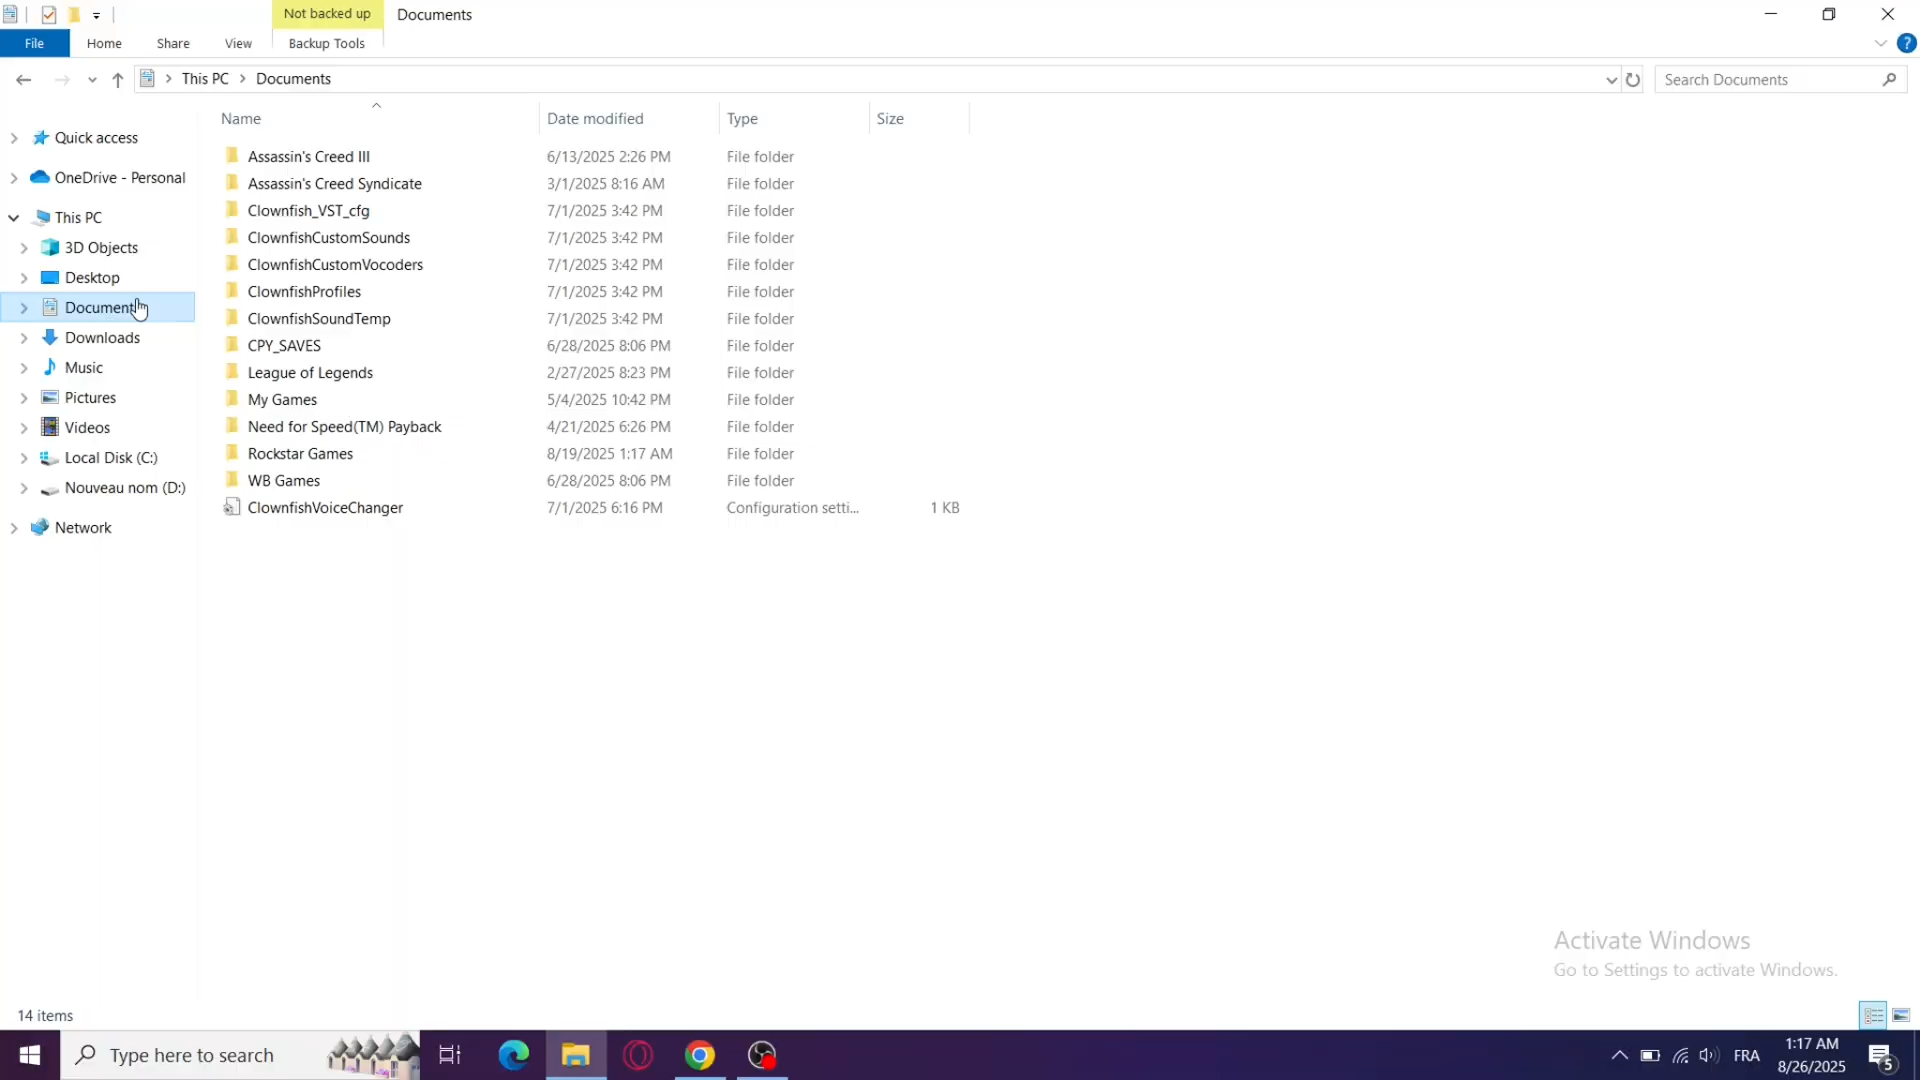 Not backed up
Documents
File
Home
Share
View
Backup Tools
?
This PC
Documents
Search Documents
Name
Date modified
Type
Size
Quick access
OneDrive - Personal
This PC
3D Objects
Desktop
Document
Downloads
Music
Pictures
Videos
Local Disk (C:)
Nouveau nom (D:)
Network
Assassin's Creed III 6/13/2025 2:26 PM File folder
Assassin's Creed Syndicate 3/1/2025 8:16 AM File folder
Clownfish_VST_cfg 7/1/2025 3:42 PM File folder
ClownfishCustomSounds 7/1/2025 3:42 PM File folder
ClownfishCustomVocoders 7/1/2025 3:42 PM File folder
ClownfishProfiles 7/1/2025 3:42 PM File folder
ClownfishSoundTemp 7/1/2025 3:42 PM File folder
CPY_SAVES 6/28/2025 8:06 PM File folder
League of Legends 2/27/2025 8:23 PM File folder
My Games 5/4/2025 10:42 PM File folder
Need for Speed(TM) Payback 4/21/2025 6:26 PM File folder
Rockstar Games 8/19/2025 1:17 AM File folder
WB Games 6/28/2025 8:06 PM File folder
ClownfishVoiceChanger 7/1/2025 6:16 PM Configuration setti... 1 KB
Activate Windows
Go to Settings to activate Windows.
14 items
Type here to search
FRA
1:17 AM
8/26/2025
5